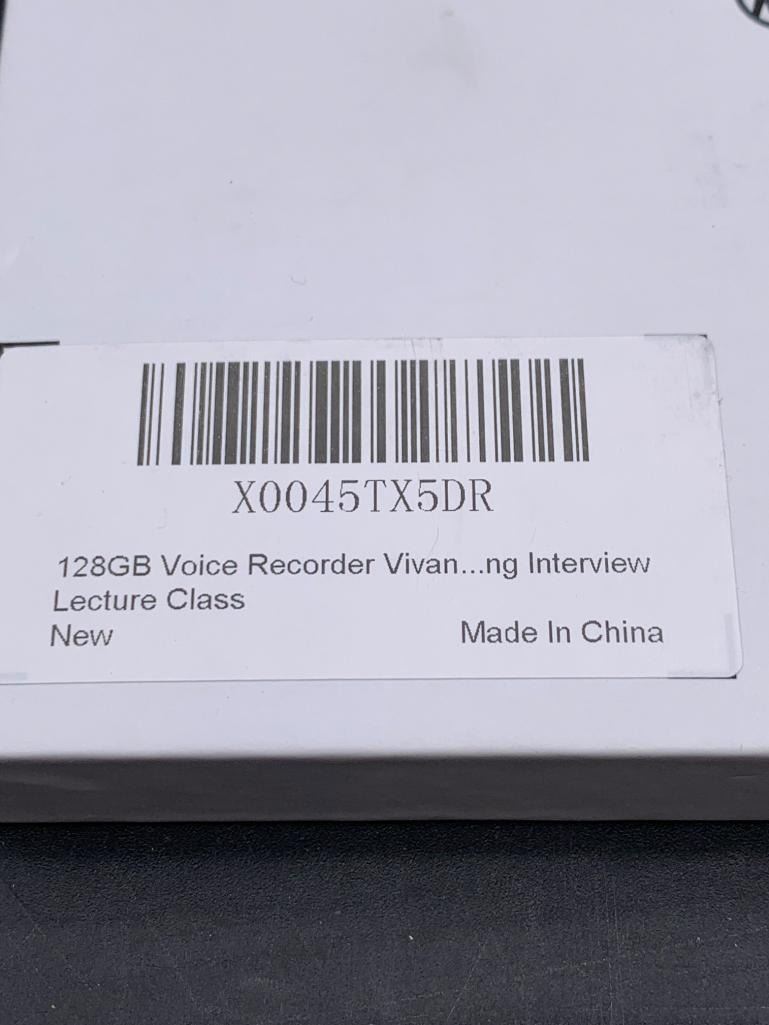 X0045TX5DR
128GB Voice Recorder Vivan...ng Interview
Lecture Class
New
Made In China